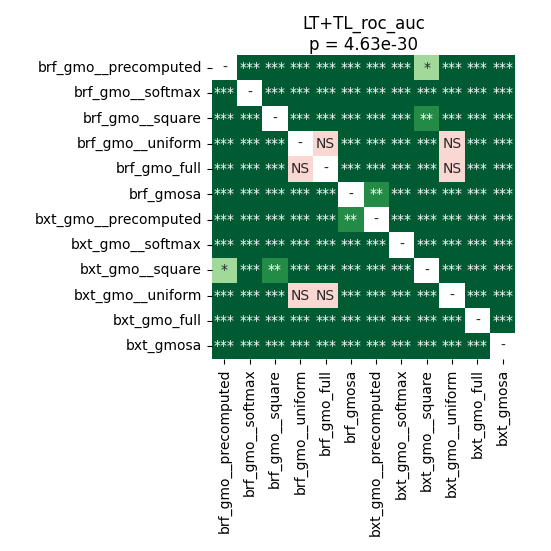 LT+TL_roc_auc
p = 4.63e-30
brf_gmo__precomputed - *** *** *** *** *** *** *** * *** *** ***
brf_gmo__softmax *** - *** *** *** *** *** *** *** *** *** ***
brf_gmo__square *** *** - *** *** *** *** *** ** *** *** ***
brf_gmo__uniform *** *** *** - NS *** *** *** *** NS *** ***
brf_gmo_full *** *** *** NS - *** *** *** *** NS *** ***
brf_gmosa *** *** *** *** *** - ** *** *** *** *** ***
bxt_gmo__precomputed *** *** *** *** *** ** - *** *** *** *** ***
bxt_gmo__softmax *** *** *** *** *** *** *** - *** *** *** ***
bxt_gmo__square * *** ** *** *** *** *** *** - *** *** ***
bxt_gmo__uniform *** *** *** NS NS *** *** *** *** - *** ***
bxt_gmo_full *** *** *** *** *** *** *** *** *** *** - ***
bxt_gmosa *** *** *** *** *** *** *** *** *** *** *** -
brf_gmo__precomputed
brf_gmo__softmax
brf_gmo__square
brf_gmo__uniform
brf_gmo_full
brf_gmosa
bxt_gmo__precomputed
bxt_gmo__softmax
bxt_gmo__square
bxt_gmo__uniform
bxt_gmo_full
bxt_gmosa